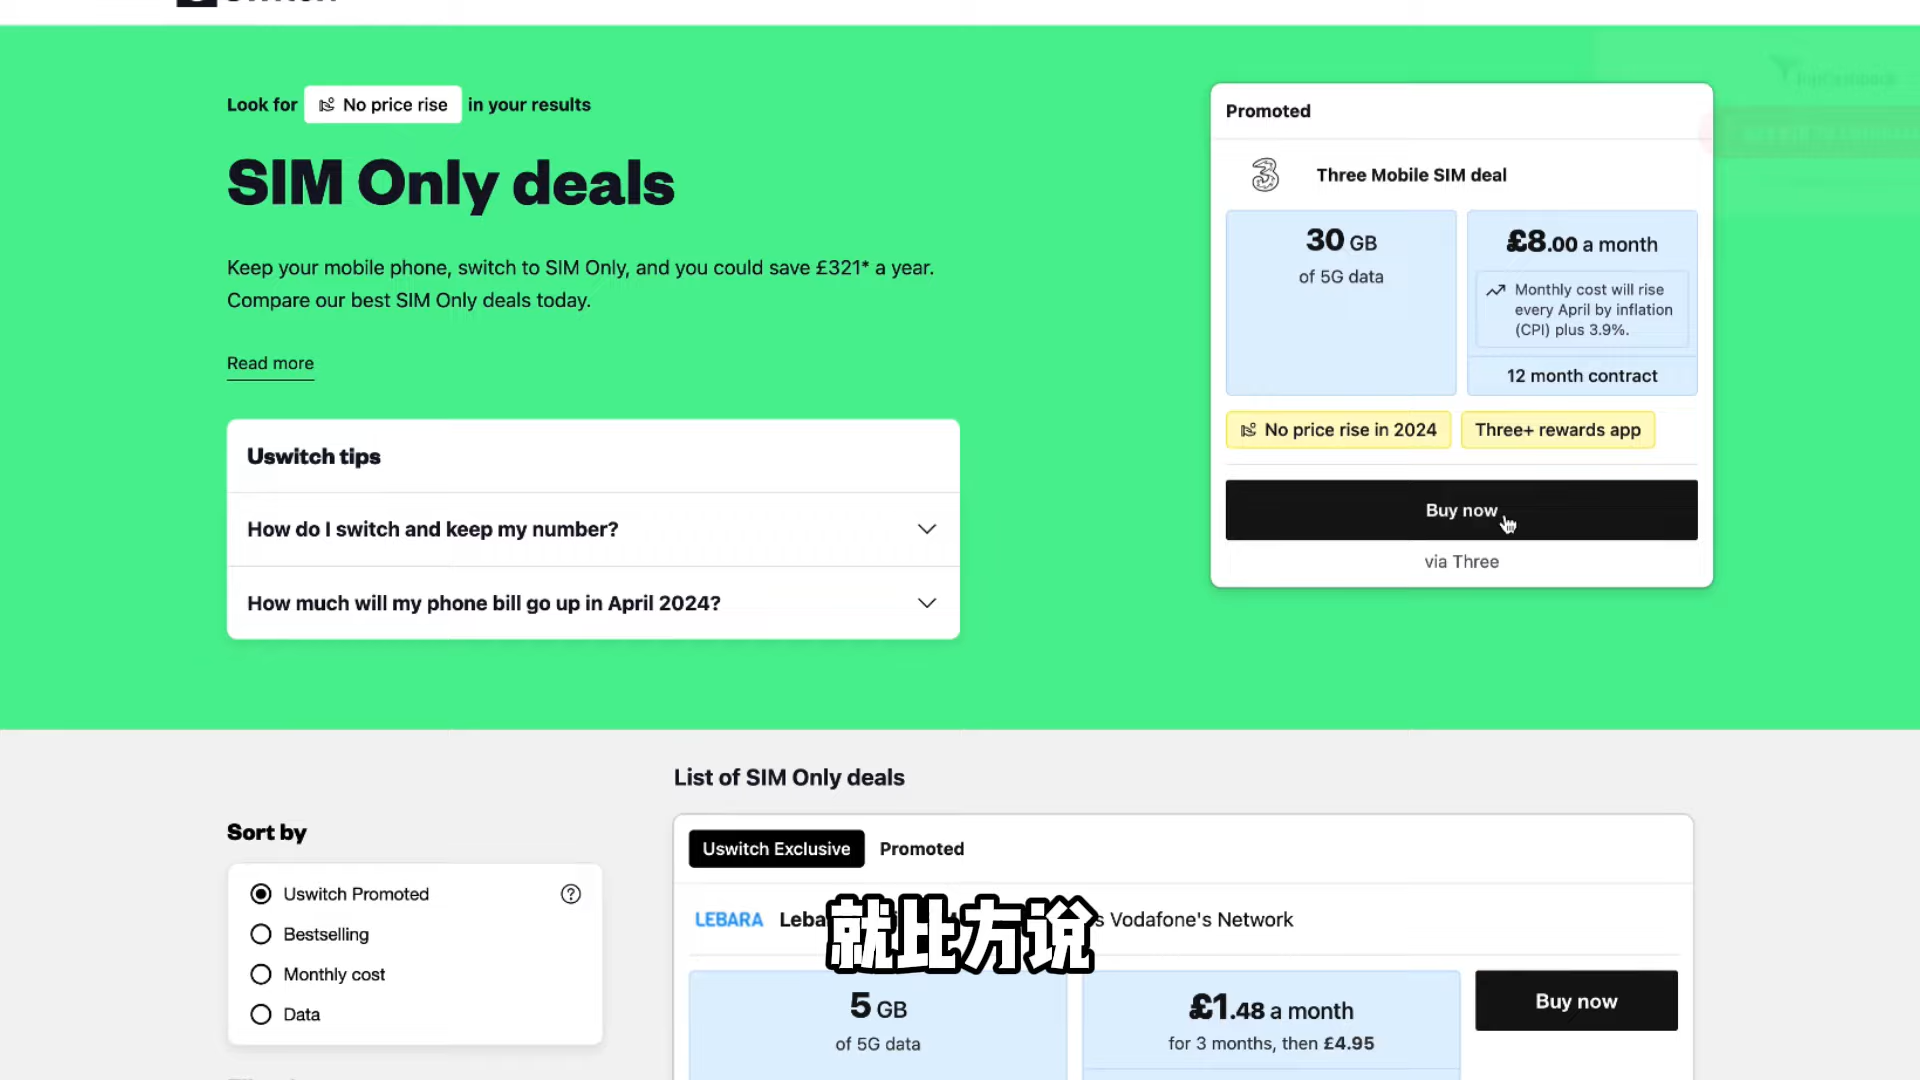 Look for No price rise in your results
SIM Only deals
Keep your mobile phone, switch to SIM Only, and you could save £321* a year.
Compare our best SIM Only deals today.
Read more
Uswitch tips
How do I switch and keep my number?
How much will my phone bill go up in April 2024?
Promoted
Three Mobile SIM deal
30 GB
of 5G data
£8.00 a month
Monthly cost will rise
every April by inflation
(CPI) plus 3.9%.
12 month contract
No price rise in 2024
Three+ rewards app
Buy now
via Three
List of SIM Only deals
Sort by
Uswitch Promoted
Bestselling
Monthly cost
Data
Uswitch Exclusive Promoted
LEBARA
Vodafone's Network
就比方说
5 GB
of 5G data
£1.48 a month
for 3 months, then £4.95
Buy now